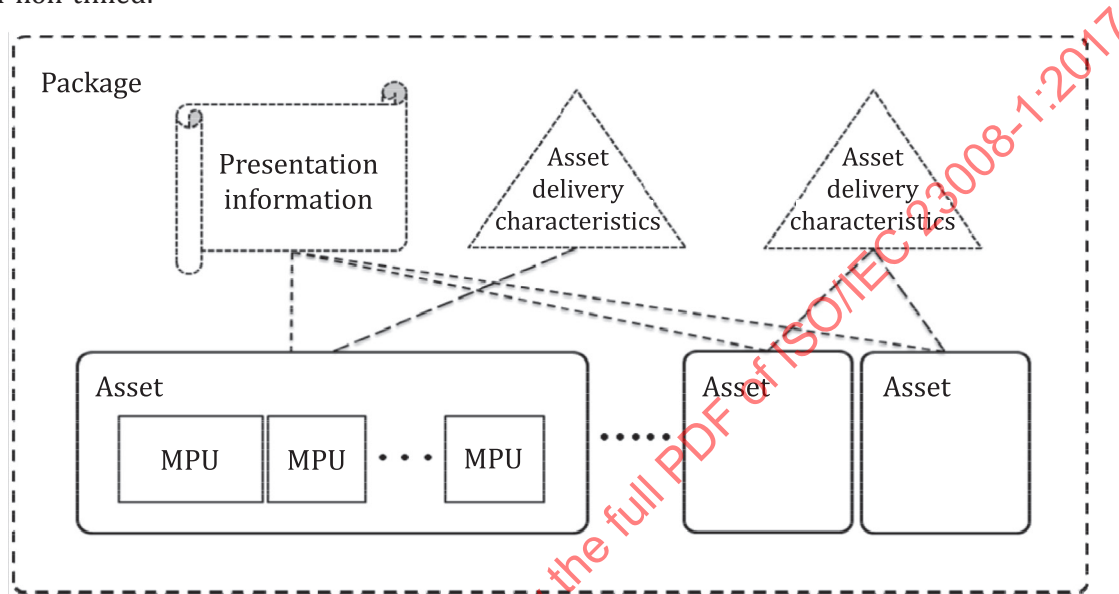 Package
Presentation
information
Asset
delivery
characteristics
Asset
delivery
characteristics
Asset
MPU
MPU
MPU
Asset
Asset
the full PDF of ISO/IEC 23008-1:2017